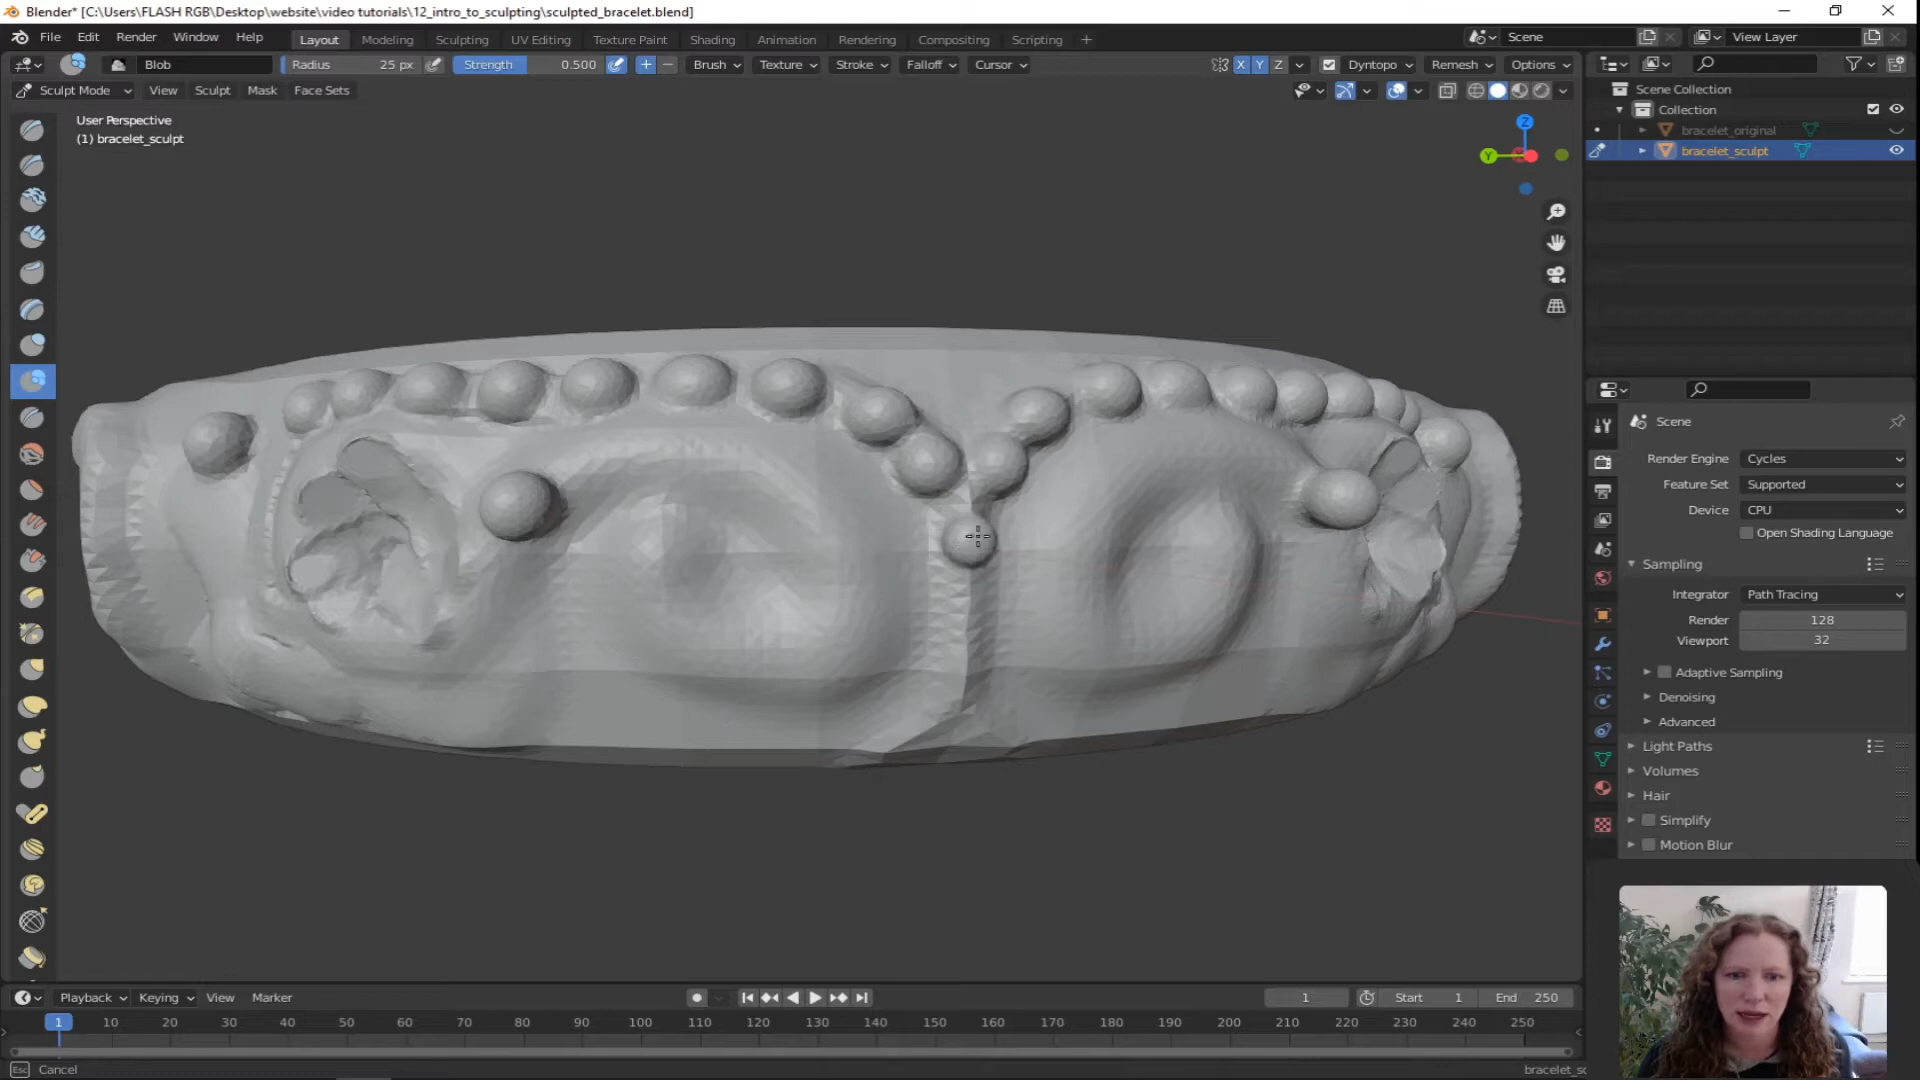 Blender* [C:\Users\FLASH RGB\Desktop\website\video tutorials\12_intro_to_sculpting\sculpted_bracelet.blend]
File Edit Render Window Help Layout Modeling Sculpting UV Editing Texture Paint Shading Animation Rendering Compositing Scripting + Scene View Layer
Blob Radius 25 px Strength 0.500 + − Brush Texture Stroke Falloff Cursor X Y Z Dyntopo Remesh Options
Sculpt Mode View Sculpt Mask Face Sets
Scene Collection
Collection
bracelet_original
bracelet_sculpt
User Perspective
(1) bracelet_sculpt
Z
Y
Scene
Render Engine Cycles
Feature Set Supported
Device CPU
Open Shading Language
Sampling
Integrator Path Tracing
Render 128
Viewport 32
Adaptive Sampling
Denoising
Advanced
Light Paths
Volumes
Hair
Simplify
Motion Blur
Playback Keying View Marker 1 Start 1 End 250
1 10 20 30 40 50 60 70 80 90 100 110 120 130 140 150 160 170 180 190 200 210 220 230 240 250
Esc Cancel bracelet_sc